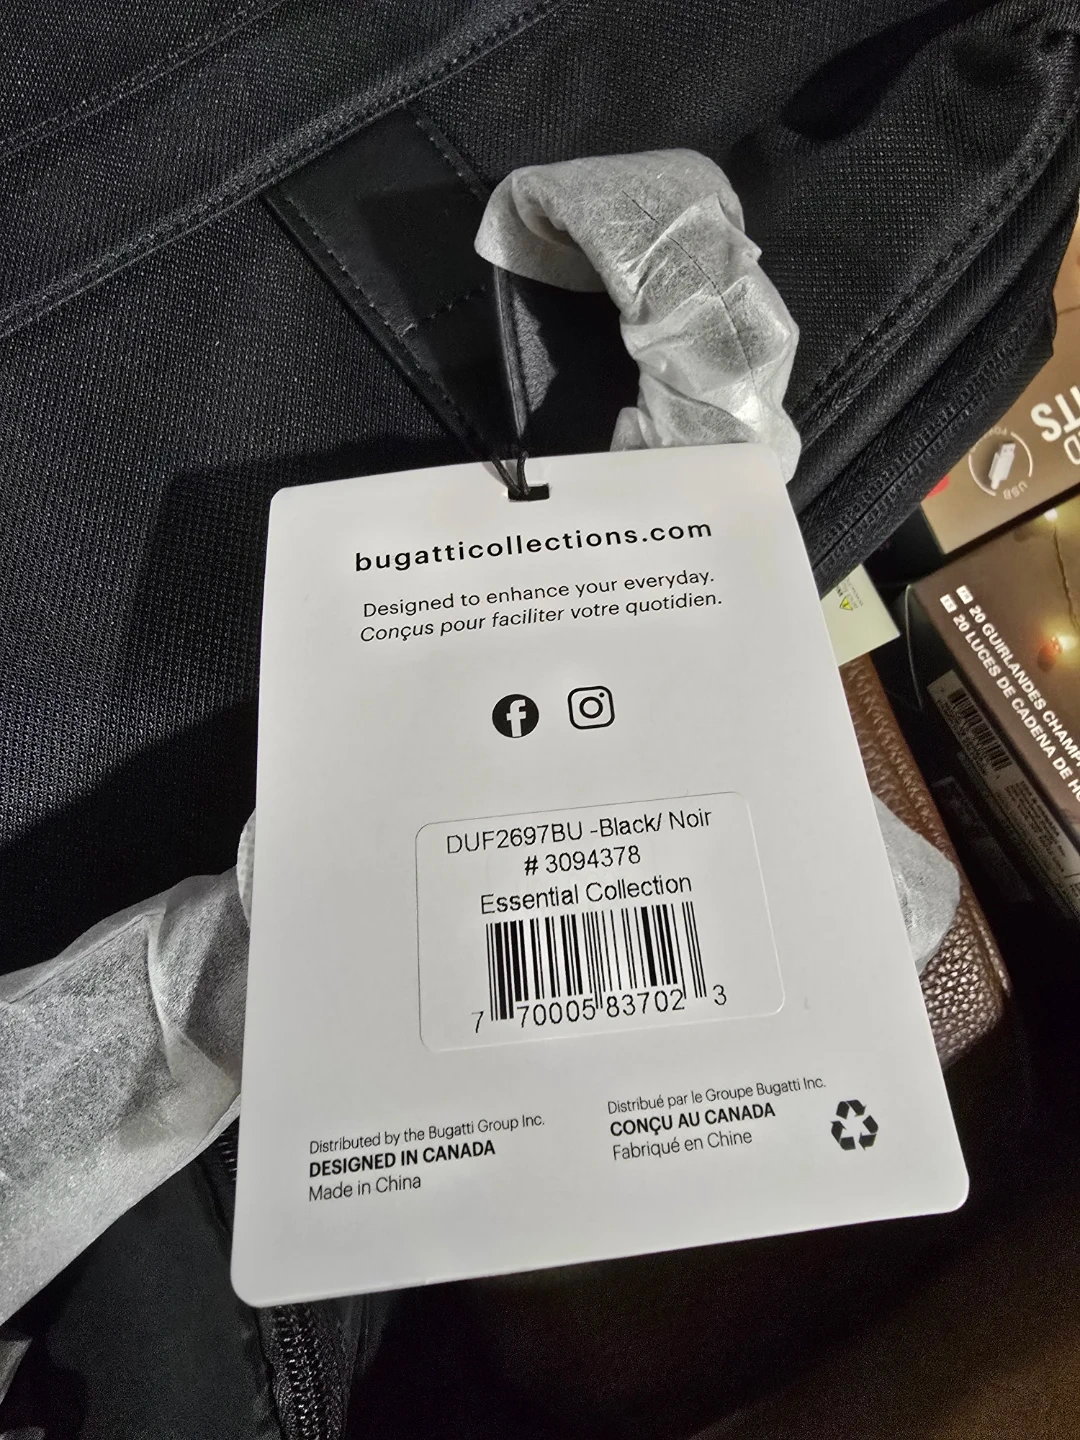 bugatticollections.com
Designed to enhance your everyday.
Conçus pour faciliter votre quotidien.
DUF2697BU -Black/ Noir
# 3094378
Essential Collection
7 70005 83702 3
Distributed by the Bugatti Group Inc.
DESIGNED IN CANADA
Made in China
Distribué par le Groupe Bugatti Inc.
CONÇU AU CANADA
Fabriqué en Chine
USB
20 GUIRLANDES
20 LUCES DE CADENA DE